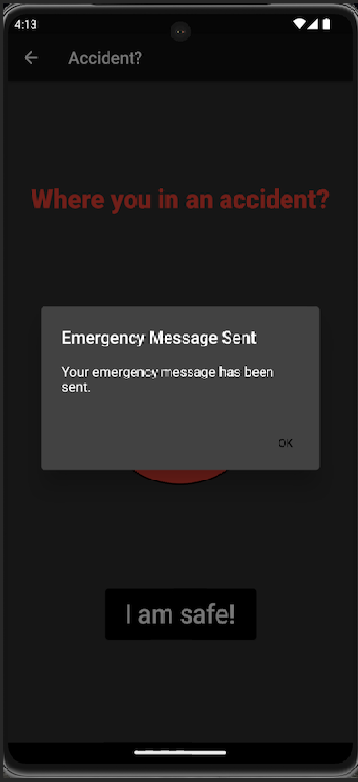 4:13
Accident?
Where you in an accident?
Emergency Message Sent
Your emergency message has been
sent.
OK
I am safe!